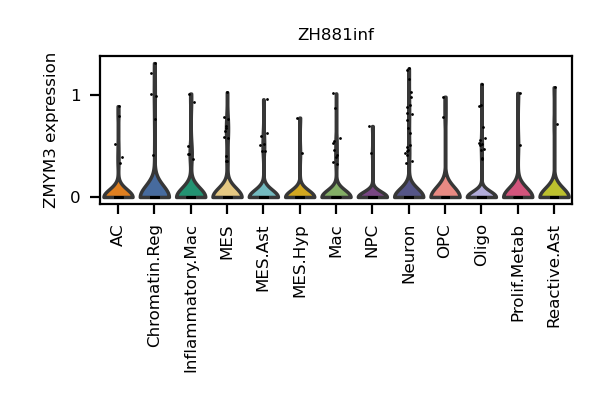 ZH881inf
ZMYM3 expression
1
0
AC
Chromatin.Reg
Inflammatory.Mac
MES
MES.Ast
MES.Hyp
Mac
NPC
Neuron
OPC
Oligo
Prolif.Metab
Reactive.Ast